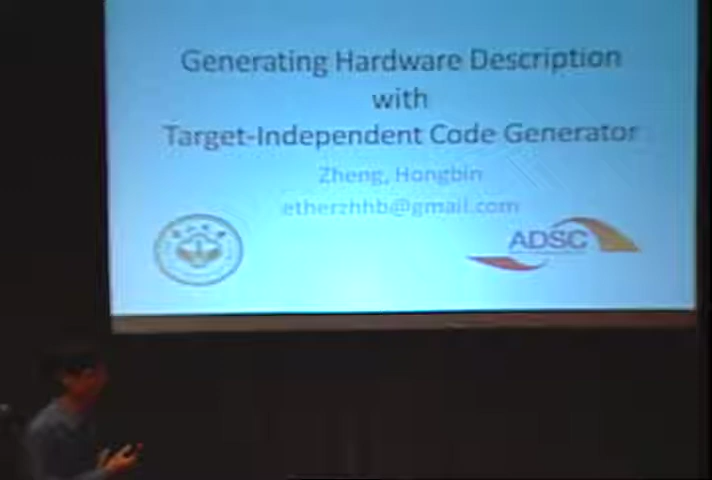 Generating Hardware Description
with
Target-Independent Code Generator
Zheng, Hongbin
etherzhhb@gmail.com
ADSC